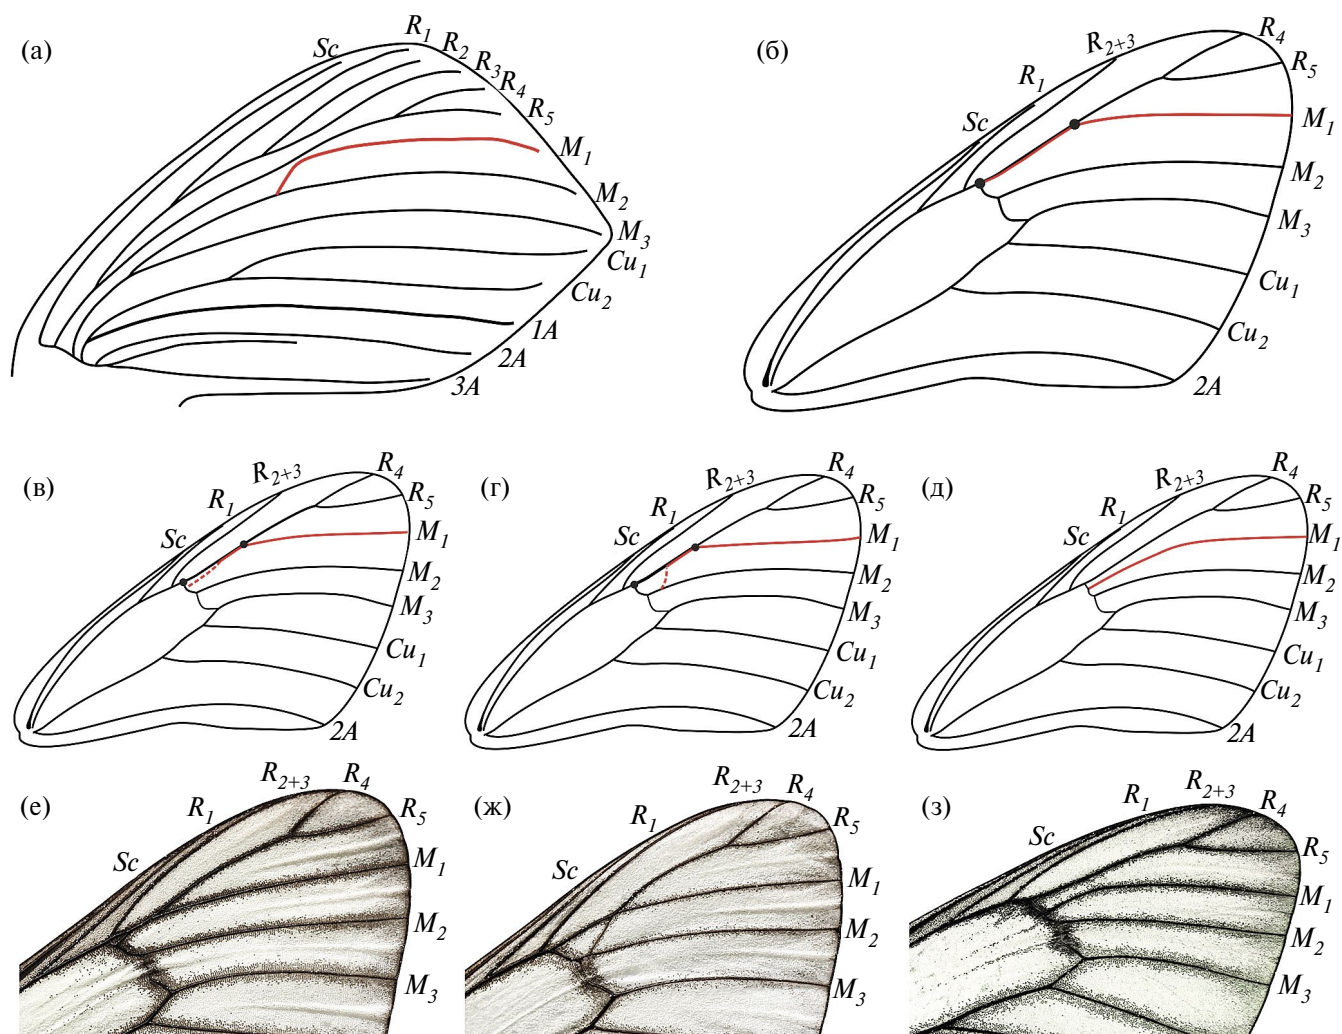 (а)
Sc
R1
R2
R3
R4
R5
M1
M2
M3
Cu1
Cu2
1A
2A
3A
(б)
Sc
R1
R2+3
R4
R5
M1
M2
M3
Cu1
Cu2
2A
(в)
Sc
R1
R2+3
R4
R5
M1
M2
M3
Cu1
Cu2
2A
(г)
Sc
R1
R2+3
R4
R5
M1
M2
M3
Cu1
Cu2
2A
(д)
Sc
R1
R2+3
R4
R5
M1
M2
M3
Cu1
Cu2
2A
(е)
Sc
R1
R2+3
R4
R5
M1
M2
M3
(ж)
Sc
R1
R2+3
R4
R5
M1
M2
M3
(з)
Sc
R1
R2+3
R4
R5
M1
M2
M3